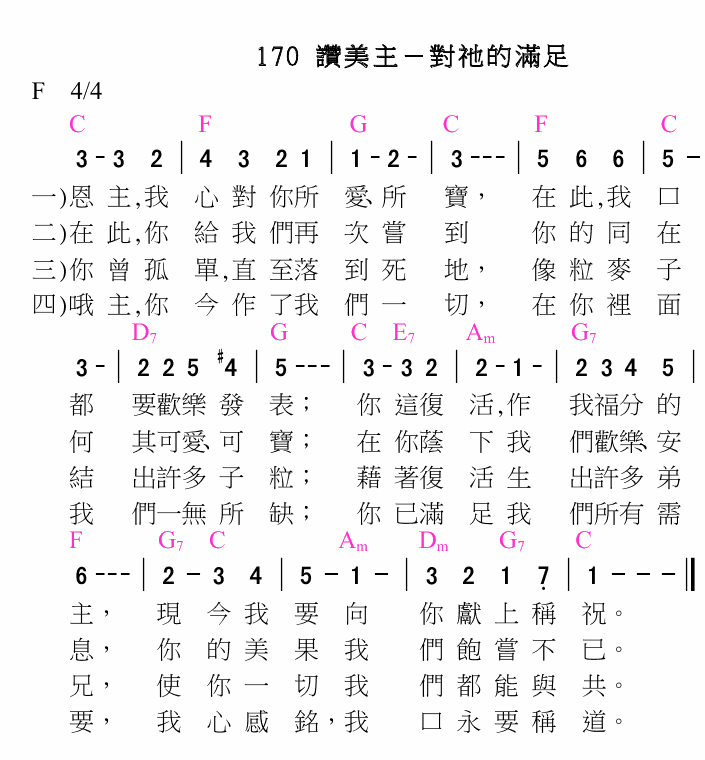 170 讚美主－對祂的滿足
F 4/4
C F G C F C
3 - 3 2 | 4 3 2 1 | 1 - 2 - | 3 - - - | 5 6 6 | 5 -
一)恩主,我心對你所愛、所寶，在此,我口
二)在此,你給我們再次嘗到你的同在
三)你曾孤單,直至落到死地，像粒麥子
四)哦主,你今作了我們一切，在你裡面
D7 G C E7 Am G7
3 - | 2 2 5 #4 | 5 - - - | 3 - 3 2 | 2 - 1 - | 2 3 4 5 |
都要歡樂發表；你這復活,作我福分的
何其可愛、可寶；在你蔭下我們歡樂、安
結出許多子粒；藉著復活生出許多弟
我們一無所缺；你已滿足我們所有需
F G7 C Am Dm G7 C
6 - - - | 2 - 3 4 | 5 - 1 - | 3 2 1 7̣ | 1 - - - ‖
主，現今我要向你獻上稱祝。
息，你的美果我們飽嘗不已。
兄，使你一切我們都能與共。
要，我心感銘，我口永要稱道。